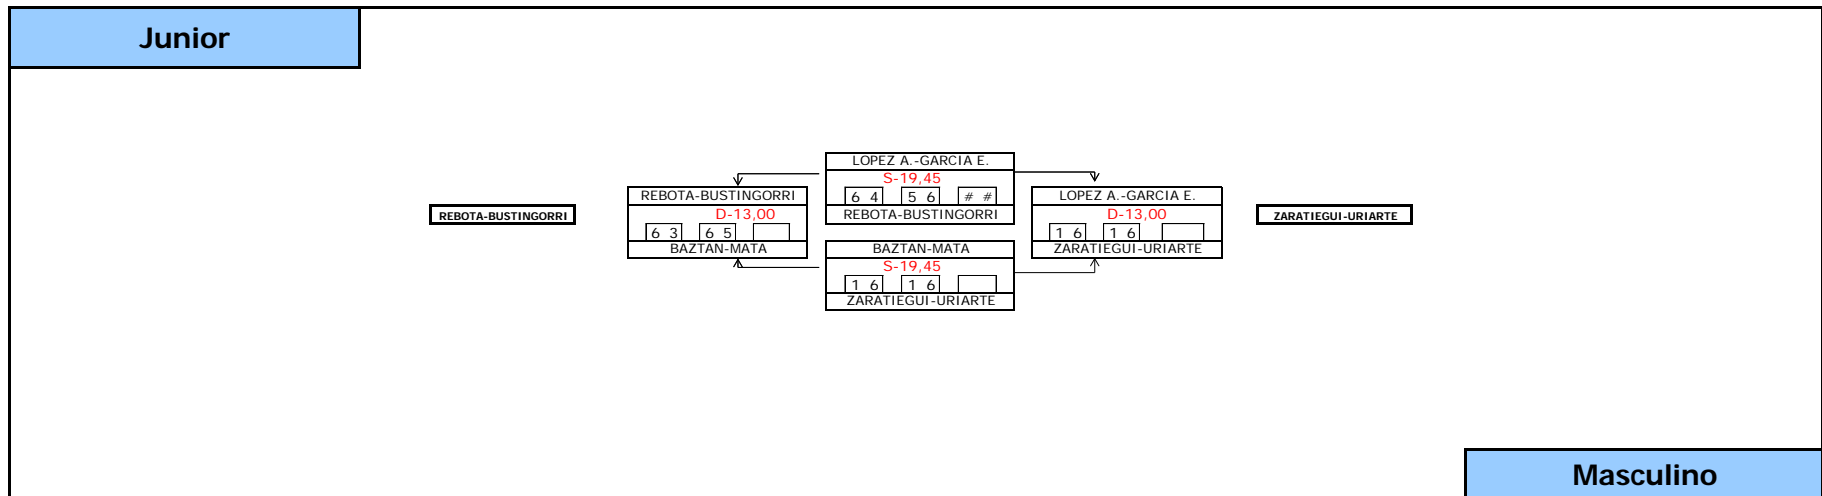 Junior
LOPEZ A.-GARCIA E.
S-19,45
6 4 5 6 # #
REBOTA-BUSTINGORRI
REBOTA-BUSTINGORRI
D-13,00
6 3 6 5
BAZTAN-MATA
LOPEZ A.-GARCIA E.
D-13,00
1 6 1 6
ZARATIEGUI-URIARTE
REBOTA-BUSTINGORRI
ZARATIEGUI-URIARTE
BAZTAN-MATA
S-19,45
1 6 1 6
ZARATIEGUI-URIARTE
Masculino